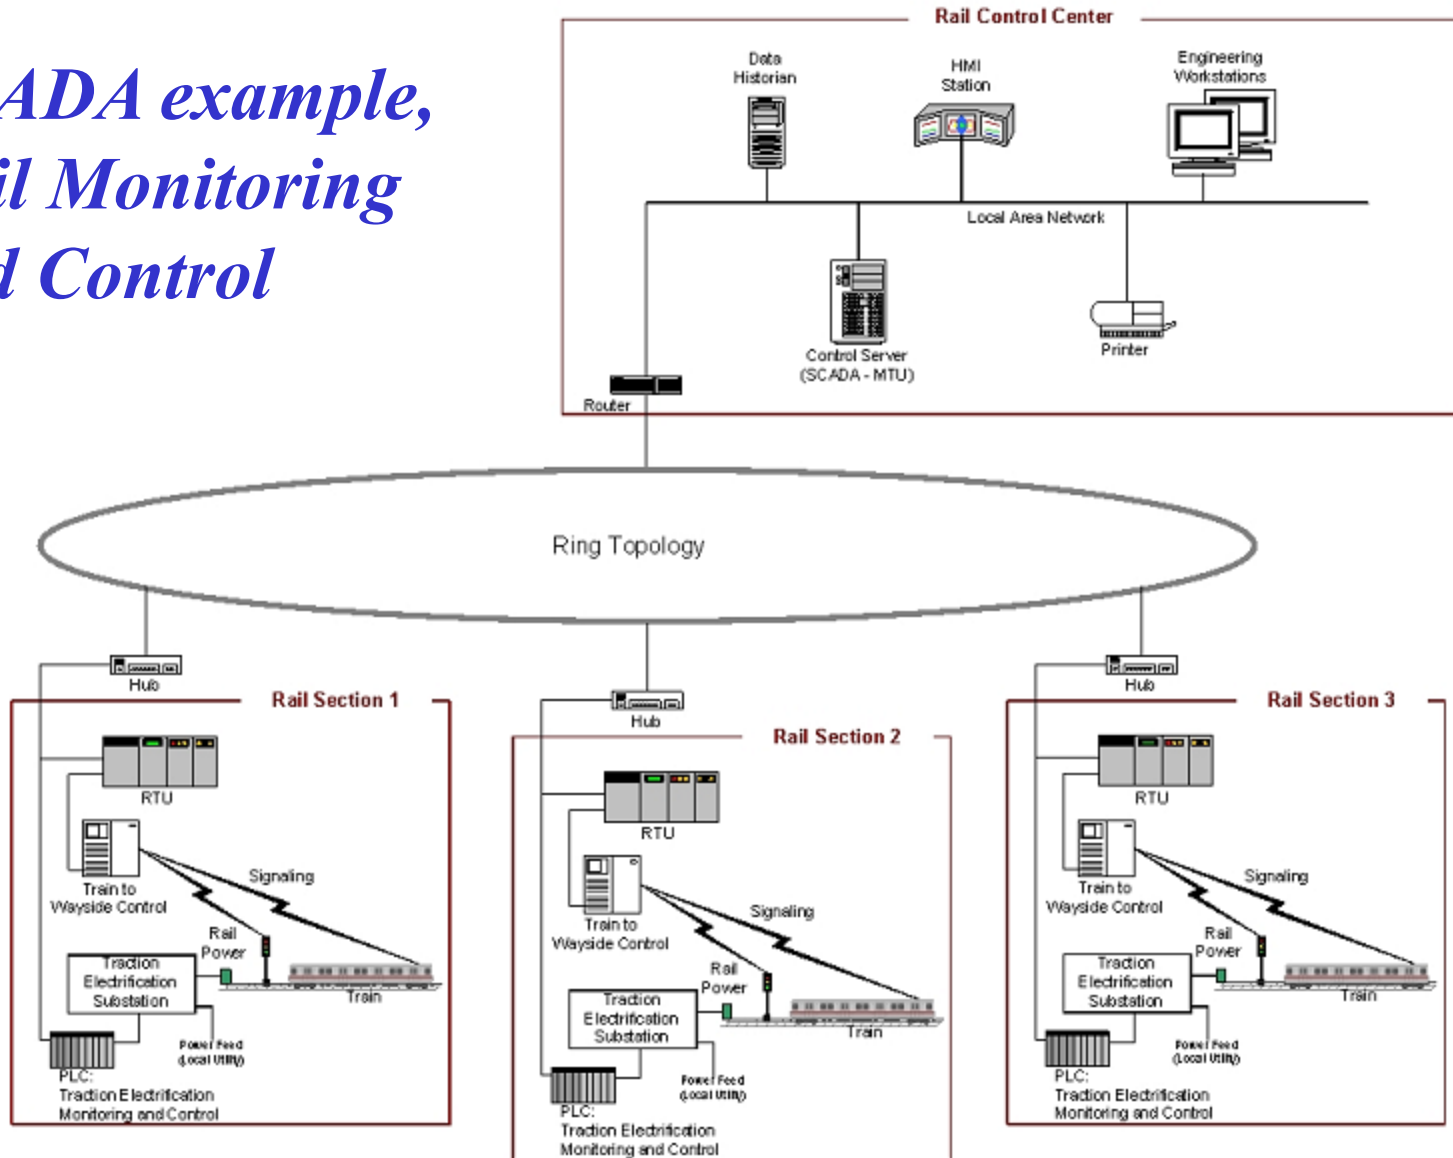 ADA example,
il Monitoring
d Control
Rail Control Center
Data
Historian
HMI
Station
Engineering
Workstations
Local Area Network
Control Server
(SCADA - MTU)
Printer
Router
Ring Topology
Hub
Rail Section 1
RTU
Train to
Wayside Control
Signaling
Rail
Power
Traction
Electrification
Substation
Train
Power Feed
(Local Utility)
PLC:
Traction Electrification
Monitoring and Control
Hub
Rail Section 2
RTU
Train to
Wayside Control
Signaling
Rail
Power
Traction
Electrification
Substation
Train
Power Feed
(Local Utility)
PLC:
Traction Electrification
Monitoring and Control
Hub
Rail Section 3
RTU
Train to
Wayside Control
Signaling
Rail
Power
Traction
Electrification
Substation
Train
Power Feed
(Local Utility)
PLC:
Traction Electrification
Monitoring and Control